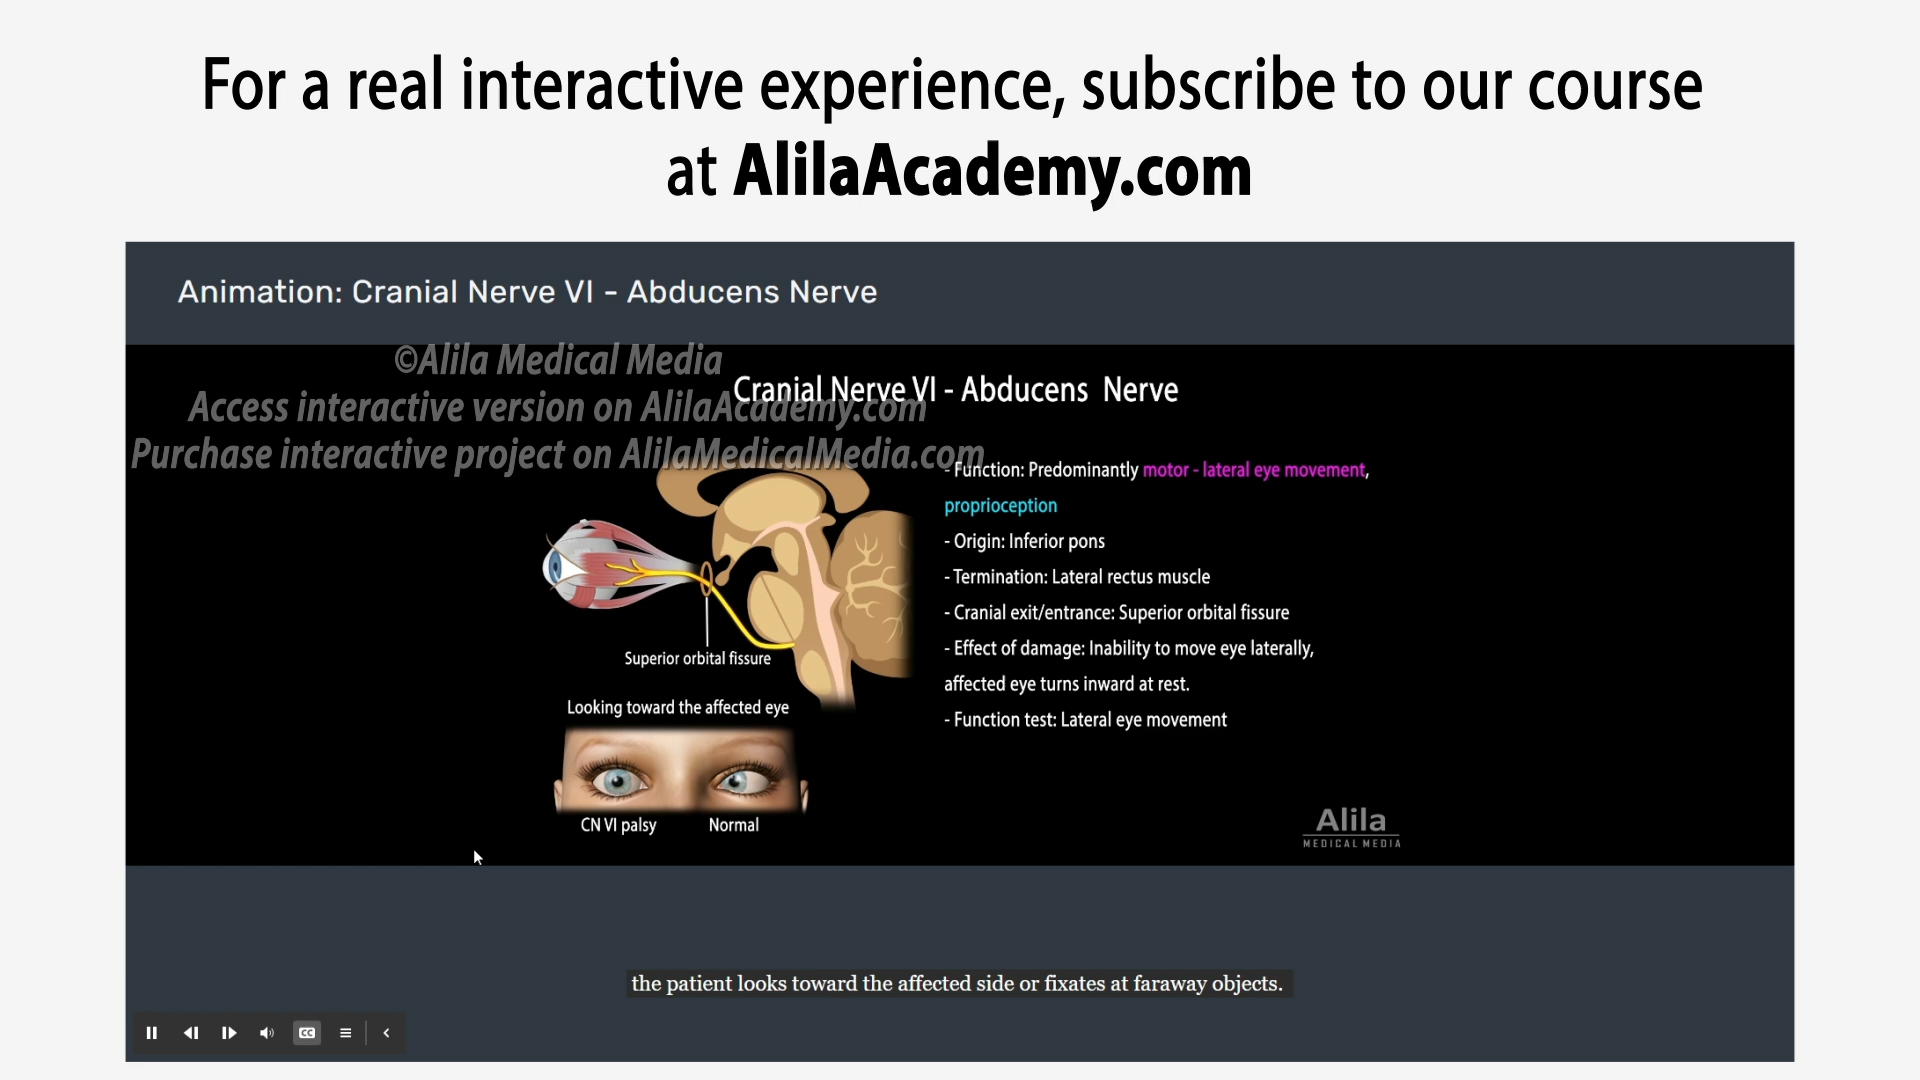 For a real interactive experience, subscribe to our course
at AlilaAcademy.com
Animation: Cranial Nerve VI - Abducens Nerve
©Alila Medical Media
Access interactive version on AlilaAcademy.com
Purchase interactive project on AlilaMedicalMedia.com
Cranial Nerve VI - Abducens Nerve
- Function: Predominantly motor - lateral eye movement,
proprioception
- Origin: Inferior pons
- Termination: Lateral rectus muscle
- Cranial exit/entrance: Superior orbital fissure
- Effect of damage: Inability to move eye laterally,
affected eye turns inward at rest.
- Function test: Lateral eye movement
Superior orbital fissure
Looking toward the affected eye
CN VI palsy
Normal
Alila
MEDICAL MEDIA
the patient looks toward the affected side or fixates at faraway objects.
CC